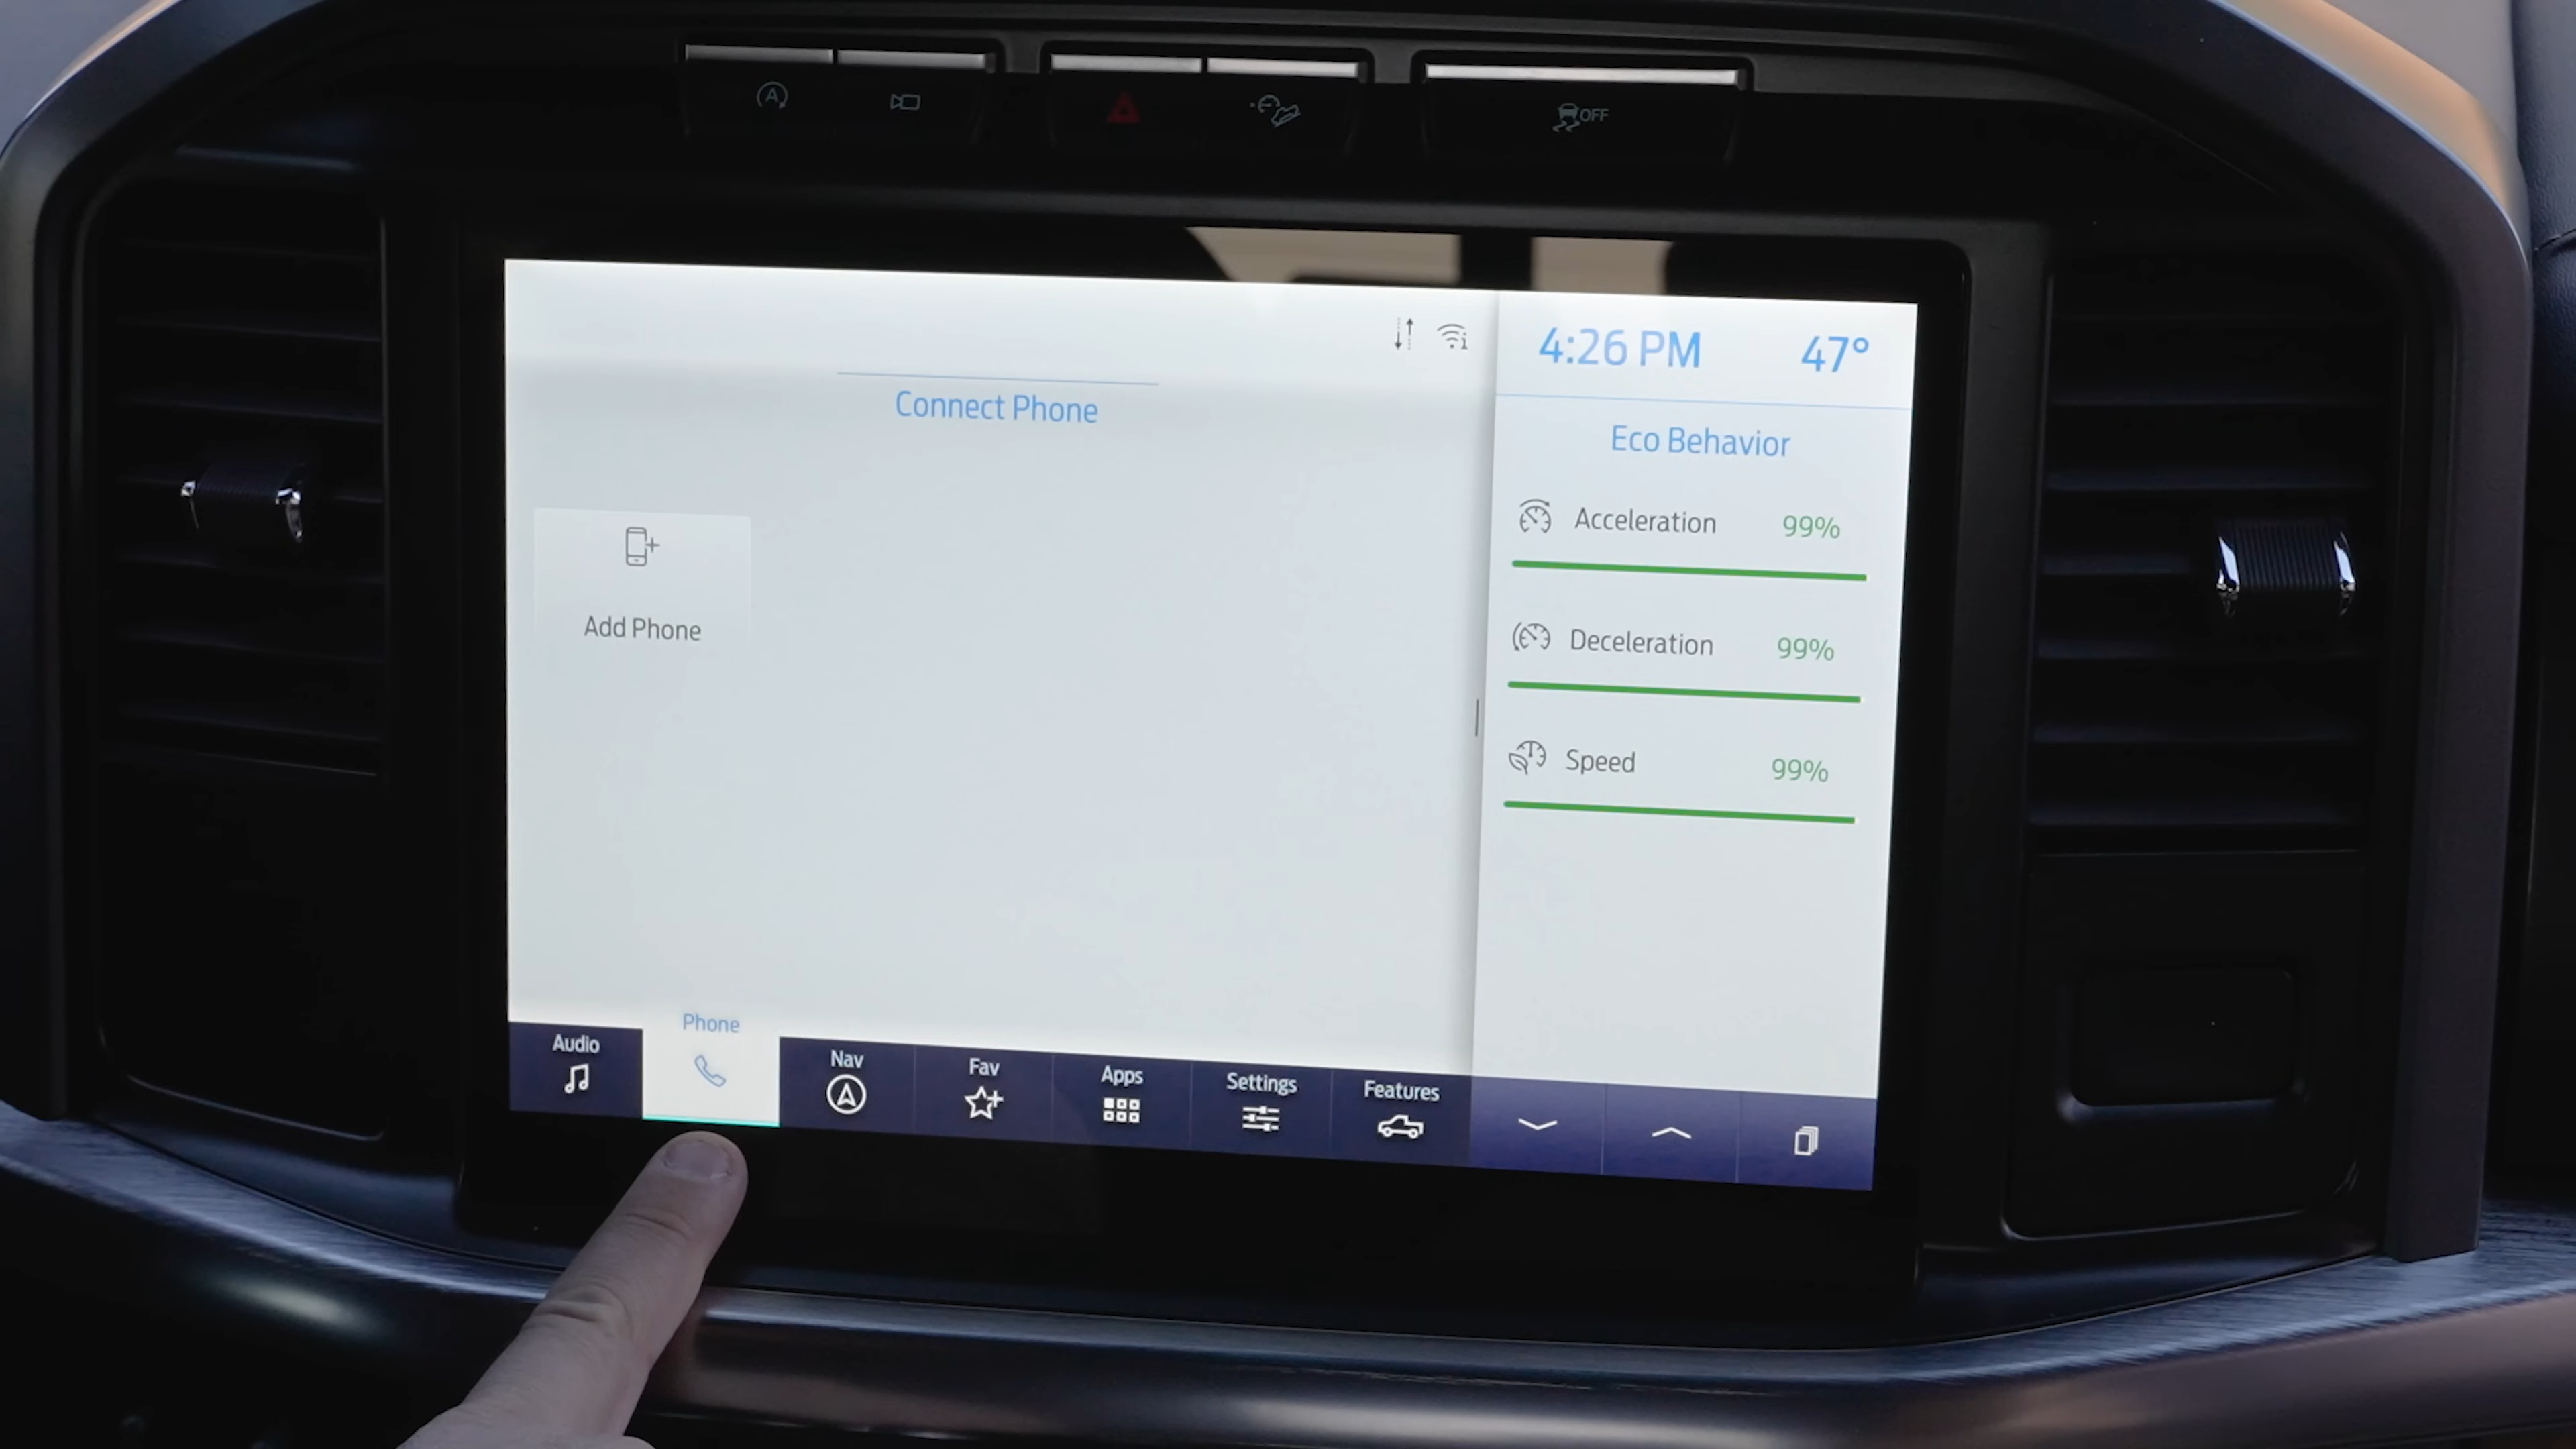 OFF
4:26 PM 47°
Connect Phone
Eco Behavior
Acceleration 99%
Add Phone
Deceleration 99%
Speed 99%
Audio
Phone
Nav
Fav
Apps
Settings
Features